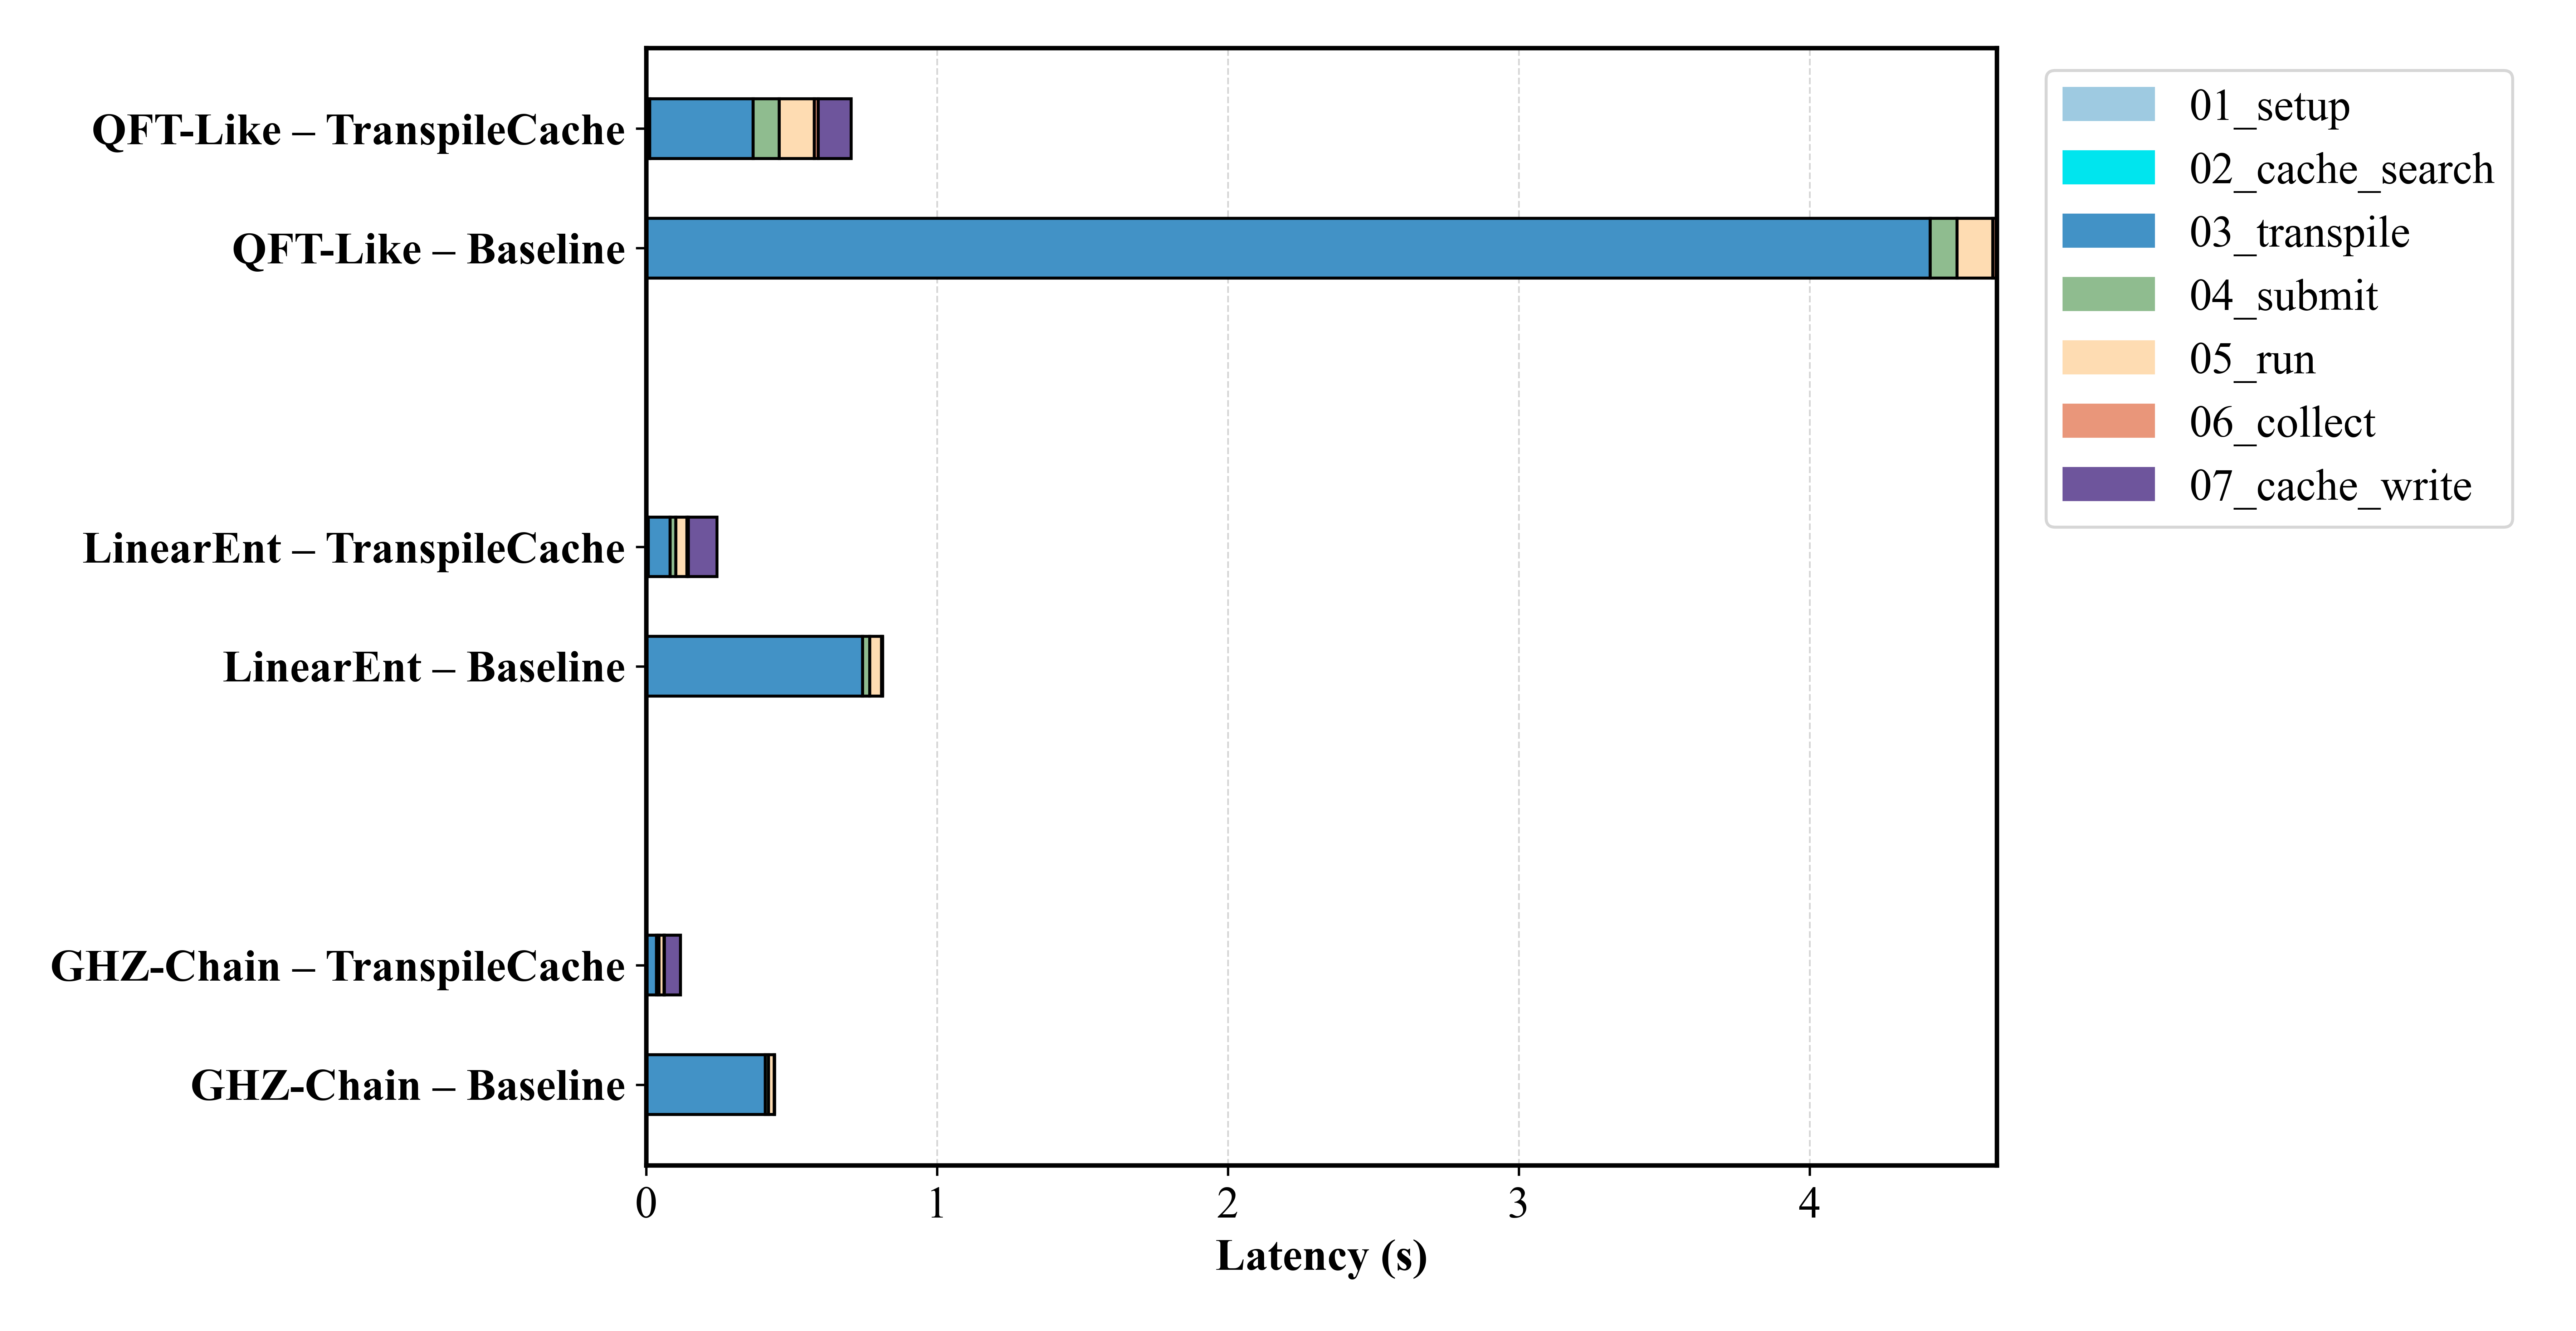 QFT-Like – TranspileCache
QFT-Like – Baseline
LinearEnt – TranspileCache
LinearEnt – Baseline
GHZ-Chain – TranspileCache
GHZ-Chain – Baseline
0 1 2 3 4
Latency (s)
01_setup
02_cache_search
03_transpile
04_submit
05_run
06_collect
07_cache_write